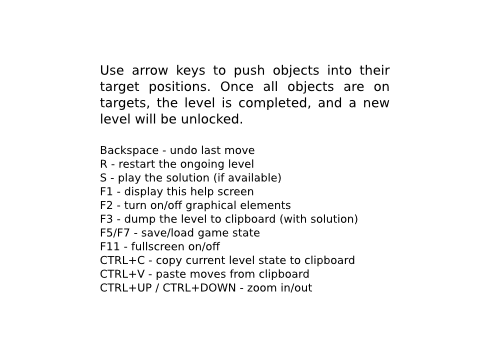 Use arrow keys to push objects into their
target positions. Once all objects are on
targets, the level is completed, and a new
level will be unlocked.
Backspace - undo last move
R - restart the ongoing level
S - play the solution (if available)
F1 - display this help screen
F2 - turn on/off graphical elements
F3 - dump the level to clipboard (with solution)
F5/F7 - save/load game state
F11 - fullscreen on/off
CTRL+C - copy current level state to clipboard
CTRL+V - paste moves from clipboard
CTRL+UP / CTRL+DOWN - zoom in/out